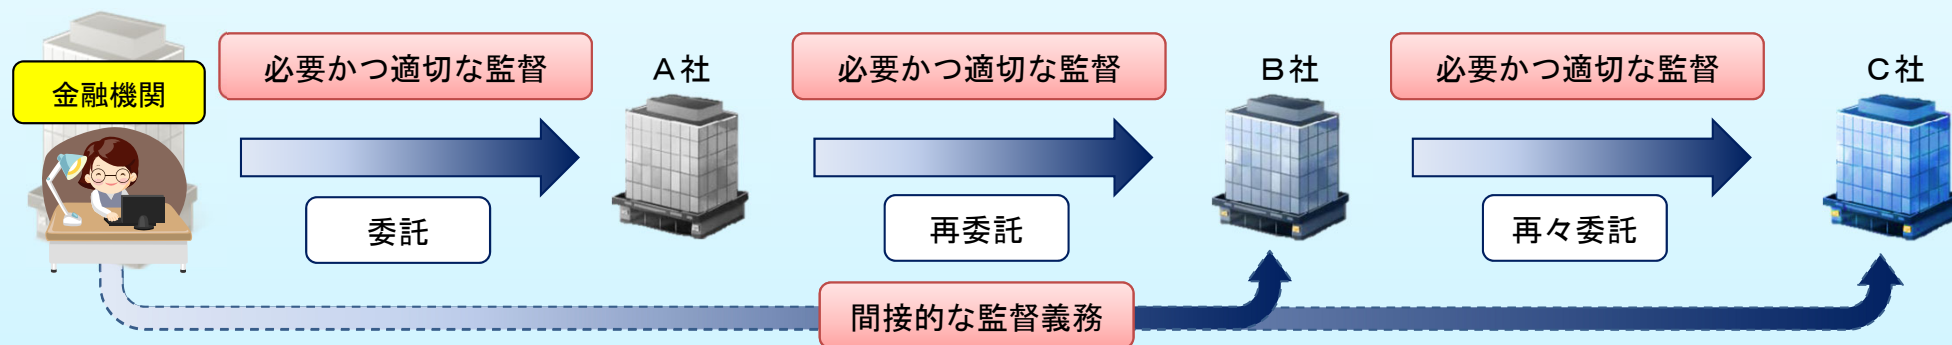 金融機関
必要かつ適切な監督
A社
必要かつ適切な監督
B社
必要かつ適切な監督
C社
委託
再委託
再々委託
間接的な監督義務